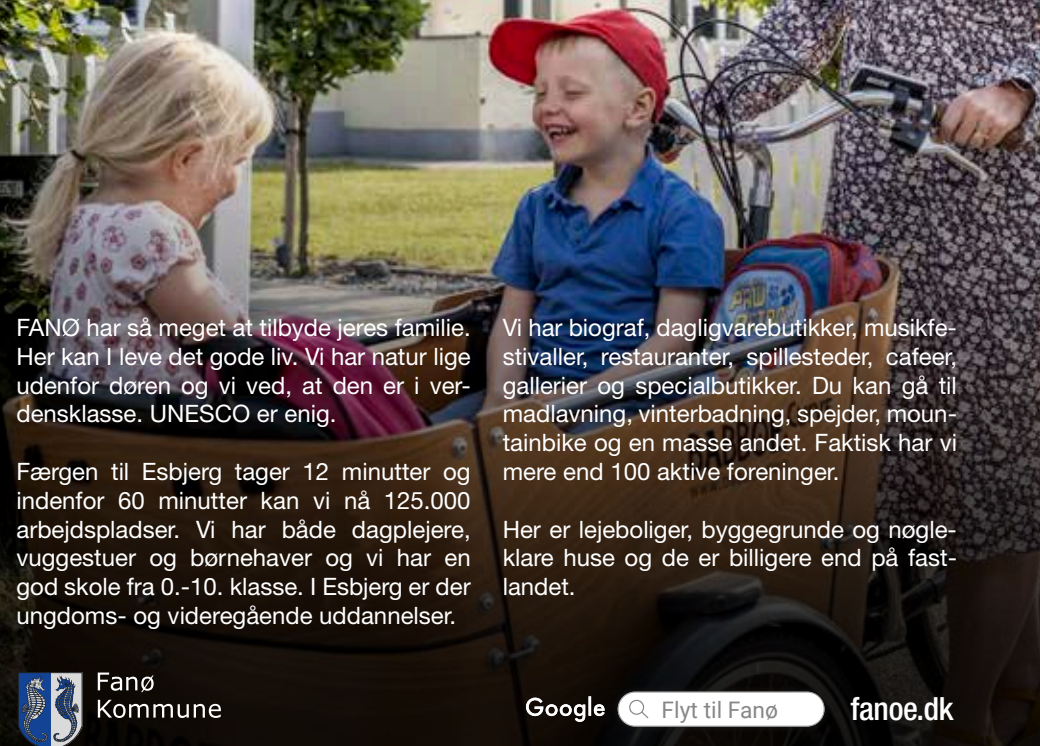 FANØ har så meget at tilbyde jeres familie.
Her kan I leve det gode liv. Vi har natur lige
udenfor døren og vi ved, at den er i ver-
densklasse. UNESCO er enig.
Færgen til Esbjerg tager 12 minutter og
indenfor 60 minutter kan vi nå 125.000
arbejdspladser. Vi har både dagplejere,
vuggestuer og børnehaver og vi har en
god skole fra 0.-10. klasse. I Esbjerg er der
ungdoms- og videregående uddannelser.
Vi har biograf, dagligvarebutikker, musikfe-
stivaller, restauranter, spillesteder, cafeer,
gallerier og specialbutikker. Du kan gå til
madlavning, vinterbadning, spejder, moun-
tainbike og en masse andet. Faktisk har vi
mere end 100 aktive foreninger.
Her er lejeboliger, byggegrunde og nøgle-
klare huse og de er billigere end på fast-
landet.
PAW
Fanø
Kommune
Google Flyt til Fanø
fanoe.dk